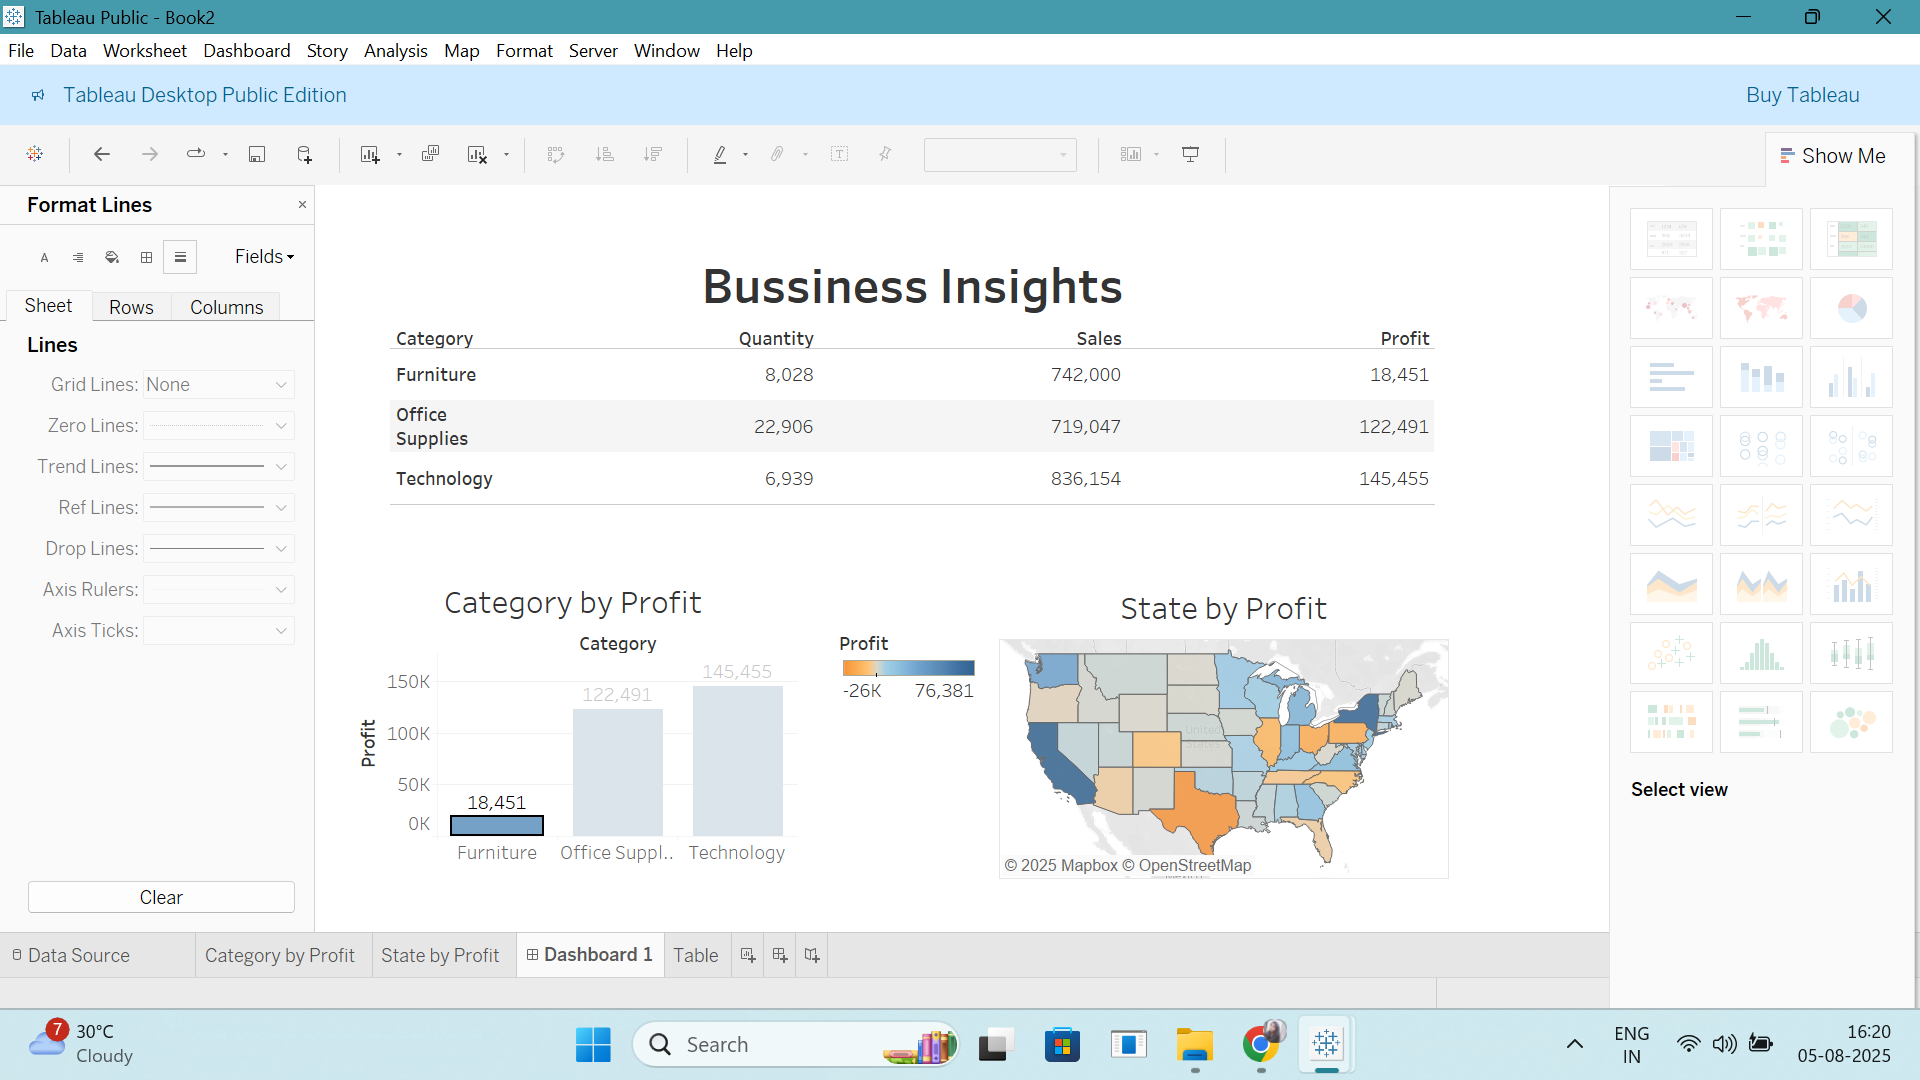 Tableau Public - Book2
File Data Worksheet Dashboard Story Analysis Map Format Server Window Help
Tableau Desktop Public Edition
Buy Tableau
Show Me
Format Lines
Fields
Sheet Rows Columns
Lines
Grid Lines: None
Zero Lines:
Trend Lines:
Ref Lines:
Drop Lines:
Axis Rulers:
Axis Ticks:
Clear
Bussiness Insights
Category Quantity Sales Profit
Furniture 8,028 742,000 18,451
Office
Supplies 22,906 719,047 122,491
Technology 6,939 836,154 145,455
Category by Profit
Category
Profit
150K
100K
50K
0K
18,451
122,491
145,455
Furniture Office Suppl.. Technology
Profit
-26K 76,381
State by Profit
United
States
© 2025 Mapbox © OpenStreetMap
Select view
Data Source Category by Profit State by Profit Dashboard 1 Table
7
30°C
Cloudy
Search
ENG
IN
16:20
05-08-2025